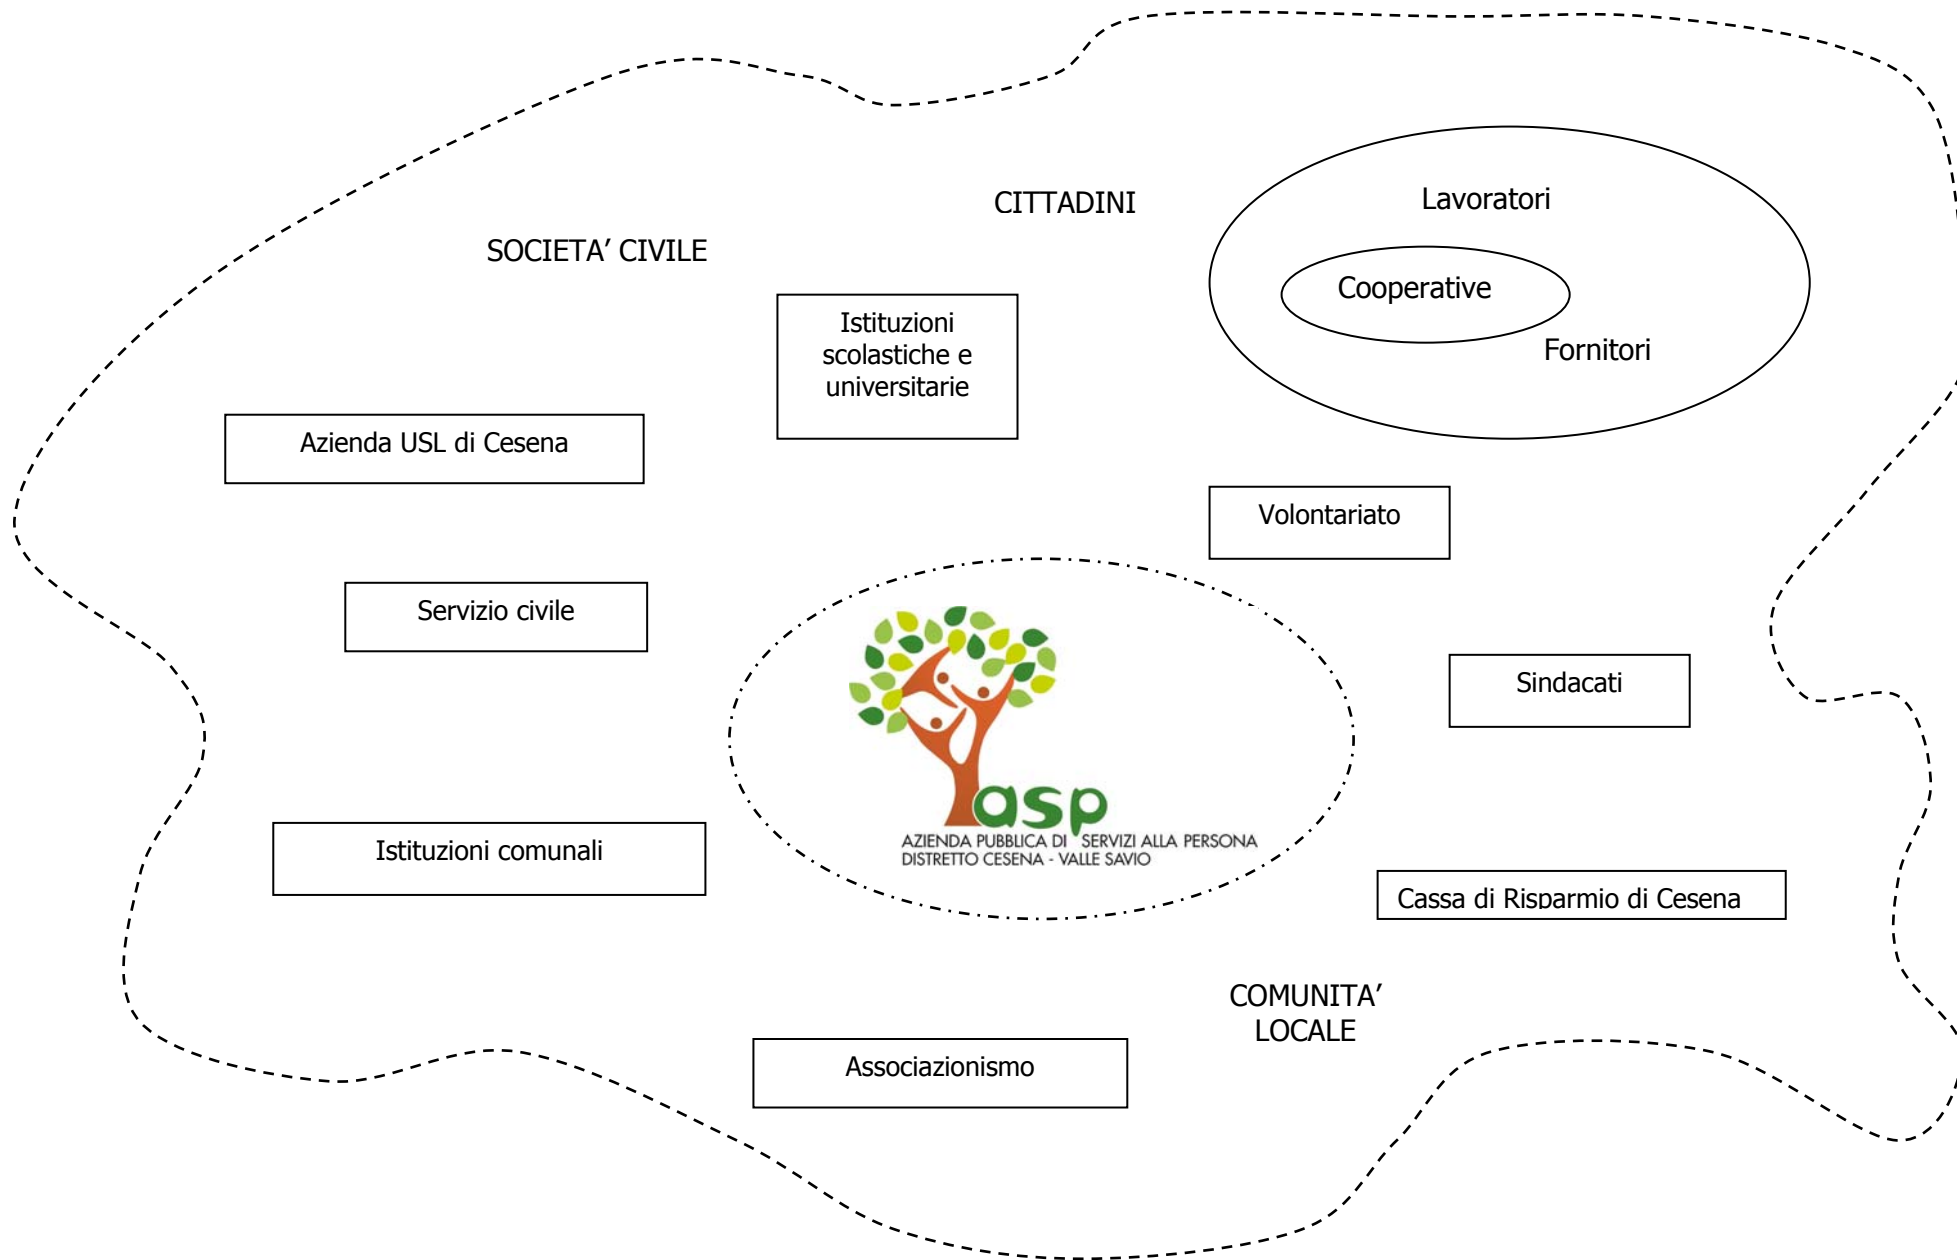 CITTADINI
Lavoratori
SOCIETA’ CIVILE
Cooperative
Istituzioni
scolastiche e
universitarie
Fornitori
Azienda USL di Cesena
Volontariato
Servizio civile
Sindacati
asp
AZIENDA PUBBLICA DI SERVIZI ALLA PERSONA
DISTRETTO CESENA - VALLE SAVIO
Istituzioni comunali
Cassa di Risparmio di Cesena
COMUNITA’
LOCALE
Associazionismo